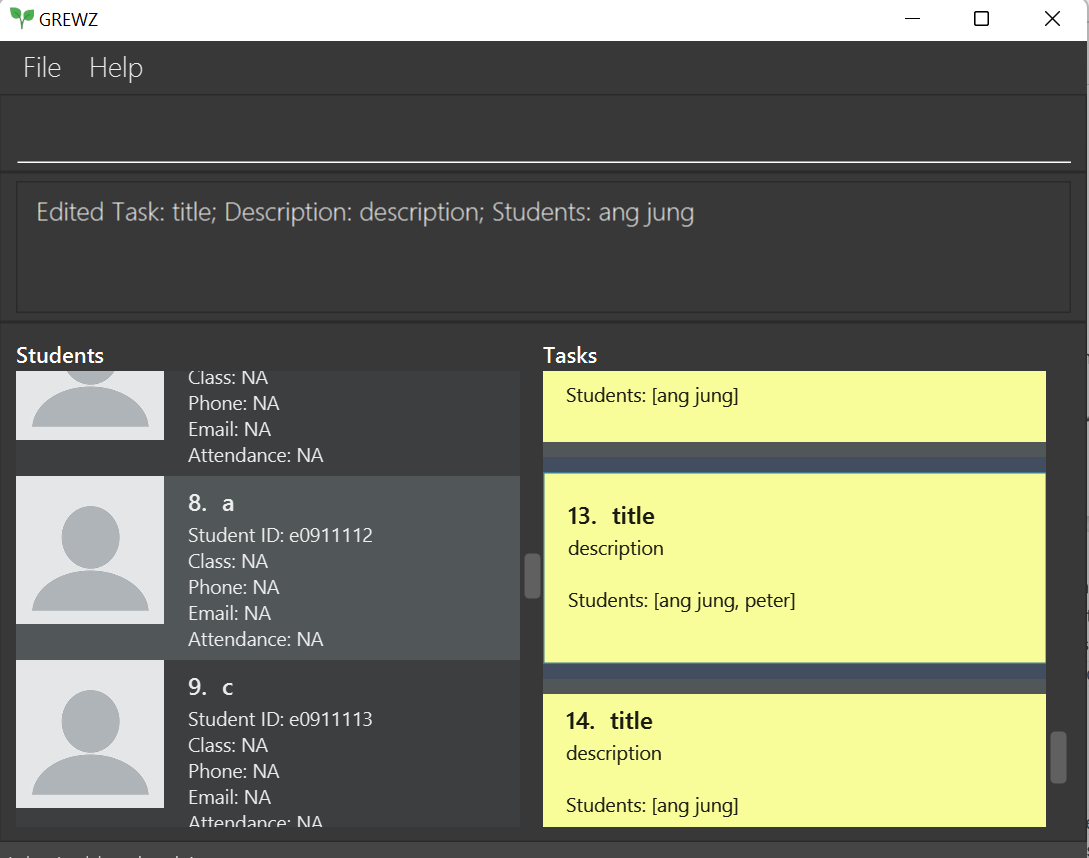 GREWZ
File Help
Edited Task: title; Description: description; Students: ang jung
Students
Class: NA
Phone: NA
Email: NA
Attendance: NA
8. a
Student ID: e0911112
Class: NA
Phone: NA
Email: NA
Attendance: NA
9. c
Student ID: e0911113
Class: NA
Phone: NA
Email: NA
Attendance: NA
Tasks
Students: [ang jung]
13. title
description
Students: [ang jung, peter]
14. title
description
Students: [ang jung]